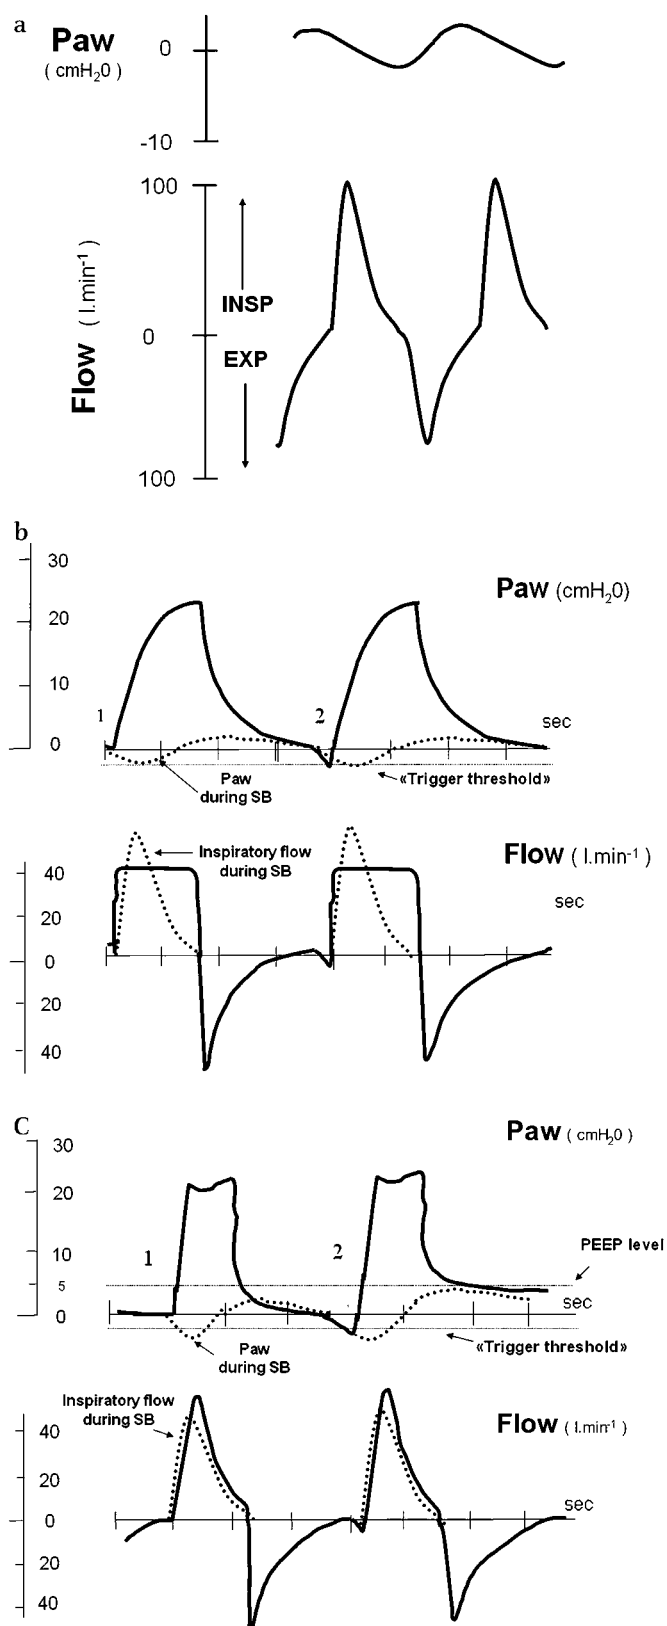 a
Paw
( cmH₂0 )
0
-10
100
INSP
0
EXP
Flow ( l.min⁻¹ )
100
b
30
Paw (cmH₂0)
20
10
1
2
sec
0
Paw
during SB
«Trigger threshold»
Inspiratory flow
during SB
Flow ( l.min⁻¹ )
40
sec
20
0
20
40
C
Paw ( cmH₂0 )
30
20
1
2
PEEP level
10
5
sec
0
Paw
during SB
«Trigger threshold»
Inspiratory flow
during SB
Flow ( l.min⁻¹ )
40
20
sec
0
20
40